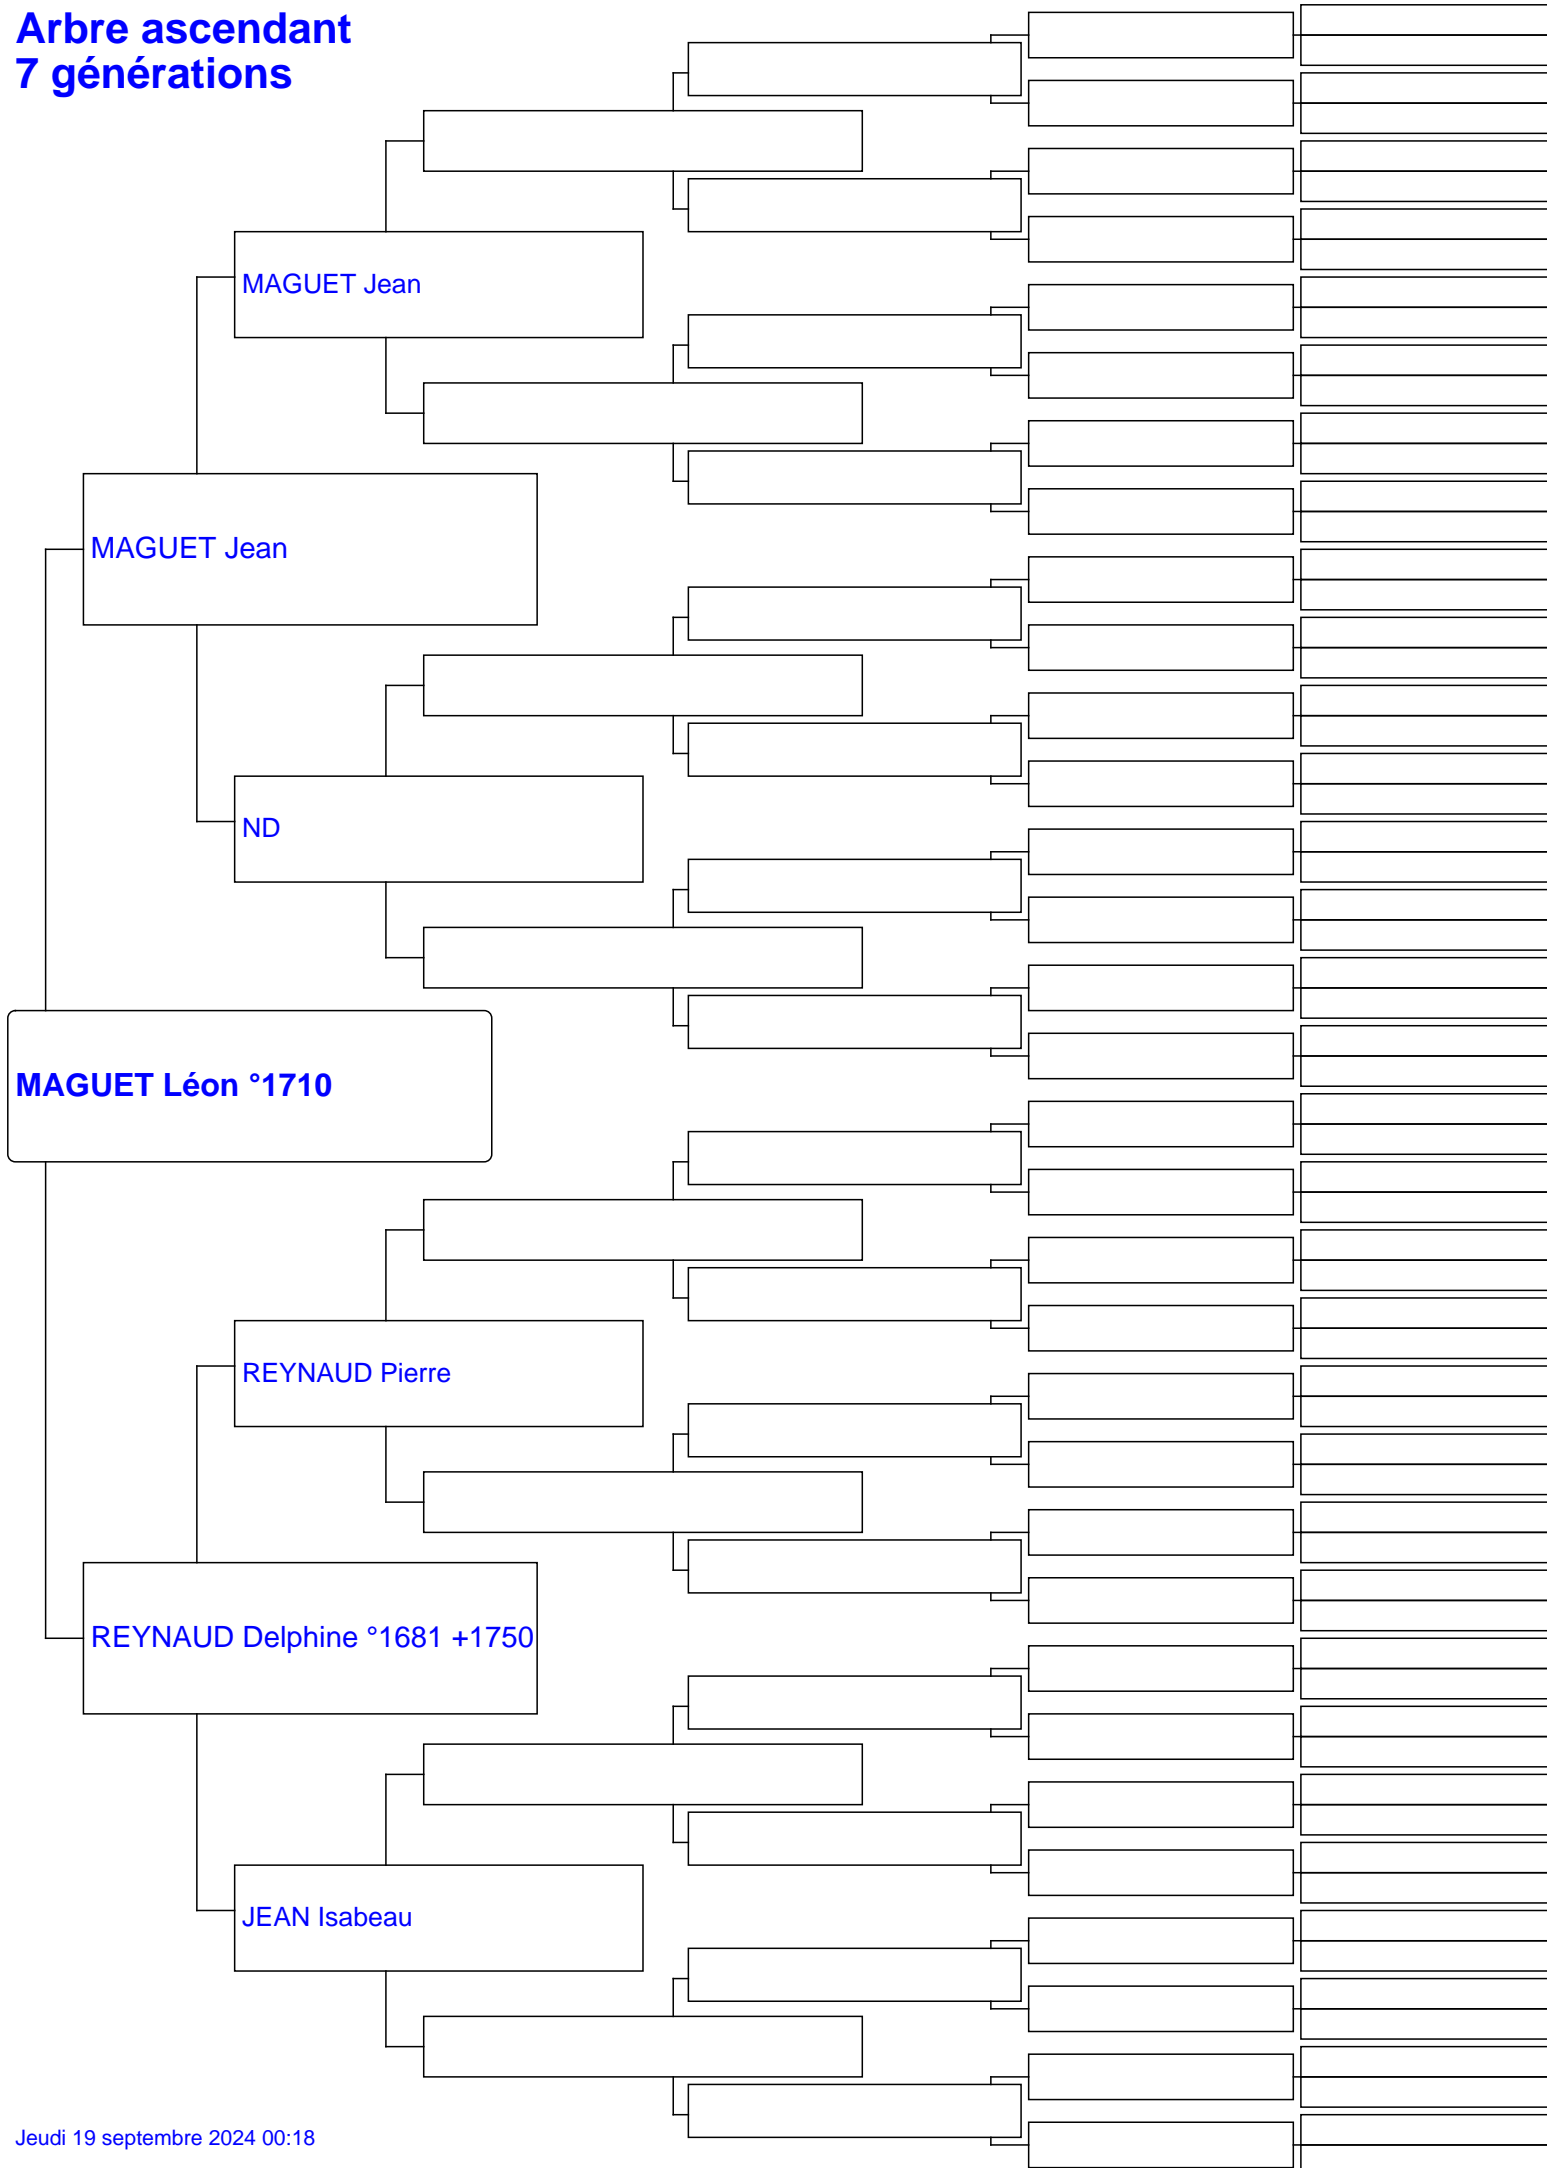 Arbre ascendant
7 générations
MAGUET Jean
MAGUET Jean
ND
MAGUET Léon °1710
REYNAUD Pierre
REYNAUD Delphine °1681 +1750
JEAN Isabeau
Jeudi 19 septembre 2024 00:18